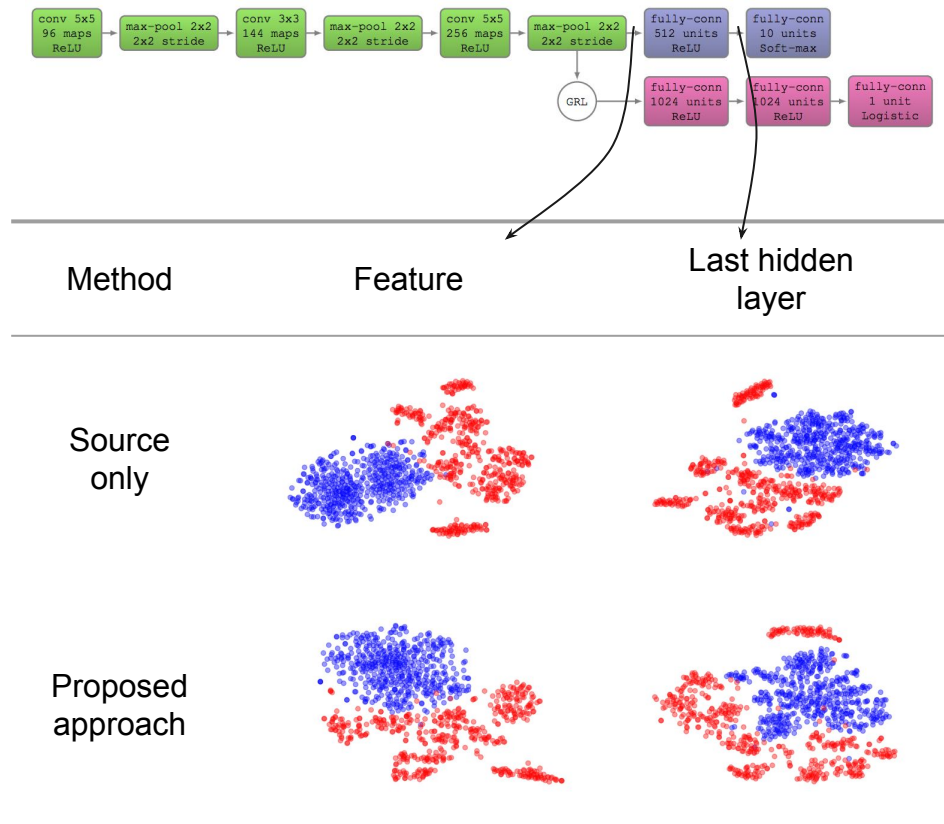 conv 5x5
96 maps
ReLU
max-pool 2x2
2x2 stride
conv 3x3
144 maps
ReLU
max-pool 2x2
2x2 stride
conv 5x5
256 maps
ReLU
max-pool 2x2
2x2 stride
fully-conn
512 units
ReLU
fully-conn
10 units
Soft-max
GRL
fully-conn
1024 units
ReLU
fully-conn
1024 units
ReLU
fully-conn
1 unit
Logistic
Method
Feature
Last hidden
layer
Source
only
Proposed
approach